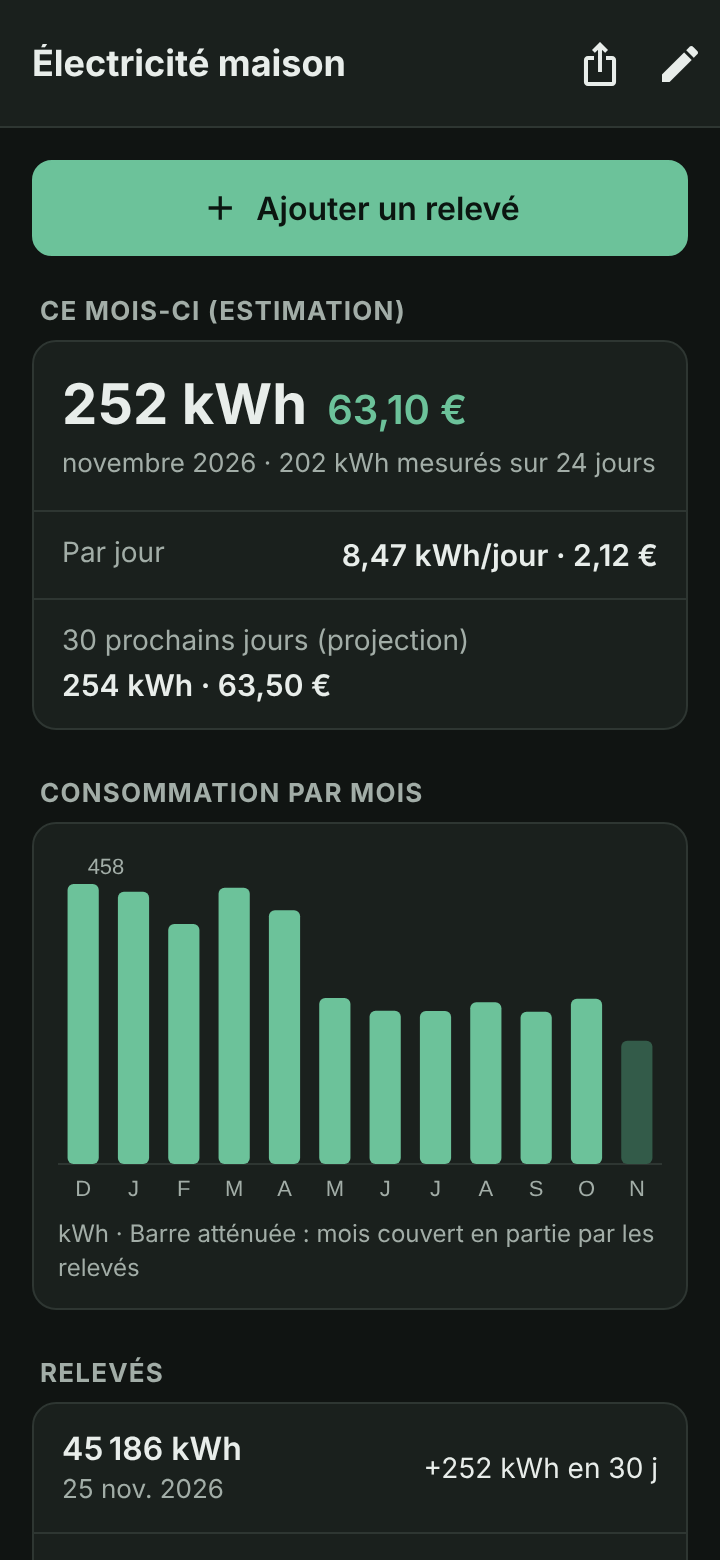 Électricité maison
+ Ajouter un relevé
CE MOIS-CI (ESTIMATION)
252 kWh 63,10 €
novembre 2026 · 202 kWh mesurés sur 24 jours
Par jour 8,47 kWh/jour · 2,12 €
30 prochains jours (projection)
254 kWh · 63,50 €
CONSOMMATION PAR MOIS
458
D J F M A M J J A S O N
kWh · Barre atténuée : mois couvert en partie par les
relevés
RELEVÉS
45 186 kWh
25 nov. 2026
+252 kWh en 30 j